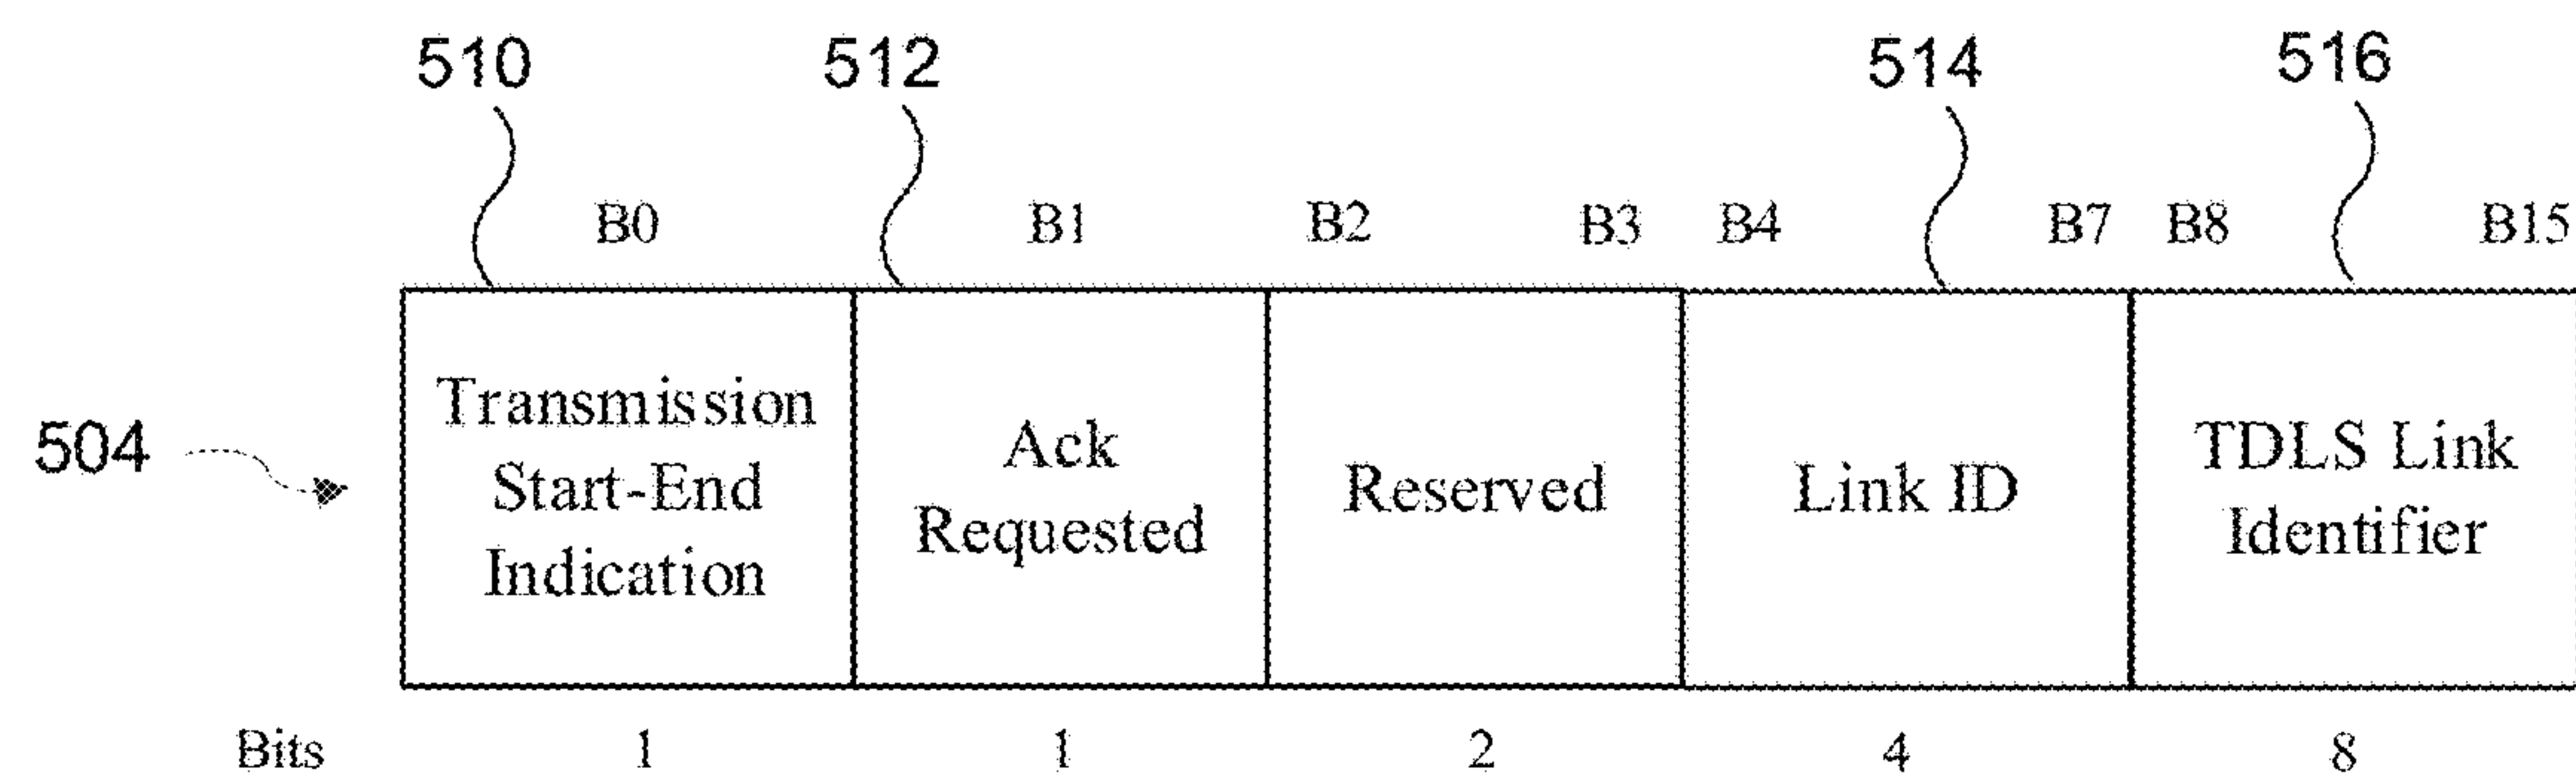 510 512 514 516
B0 B1 B2 B3 B4 B7 B8 B15
504
Transmission
Start-End
Indication
Ack
Requested
Reserved
Link ID
TDLS Link
Identifier
Bits 1 1 2 4 8